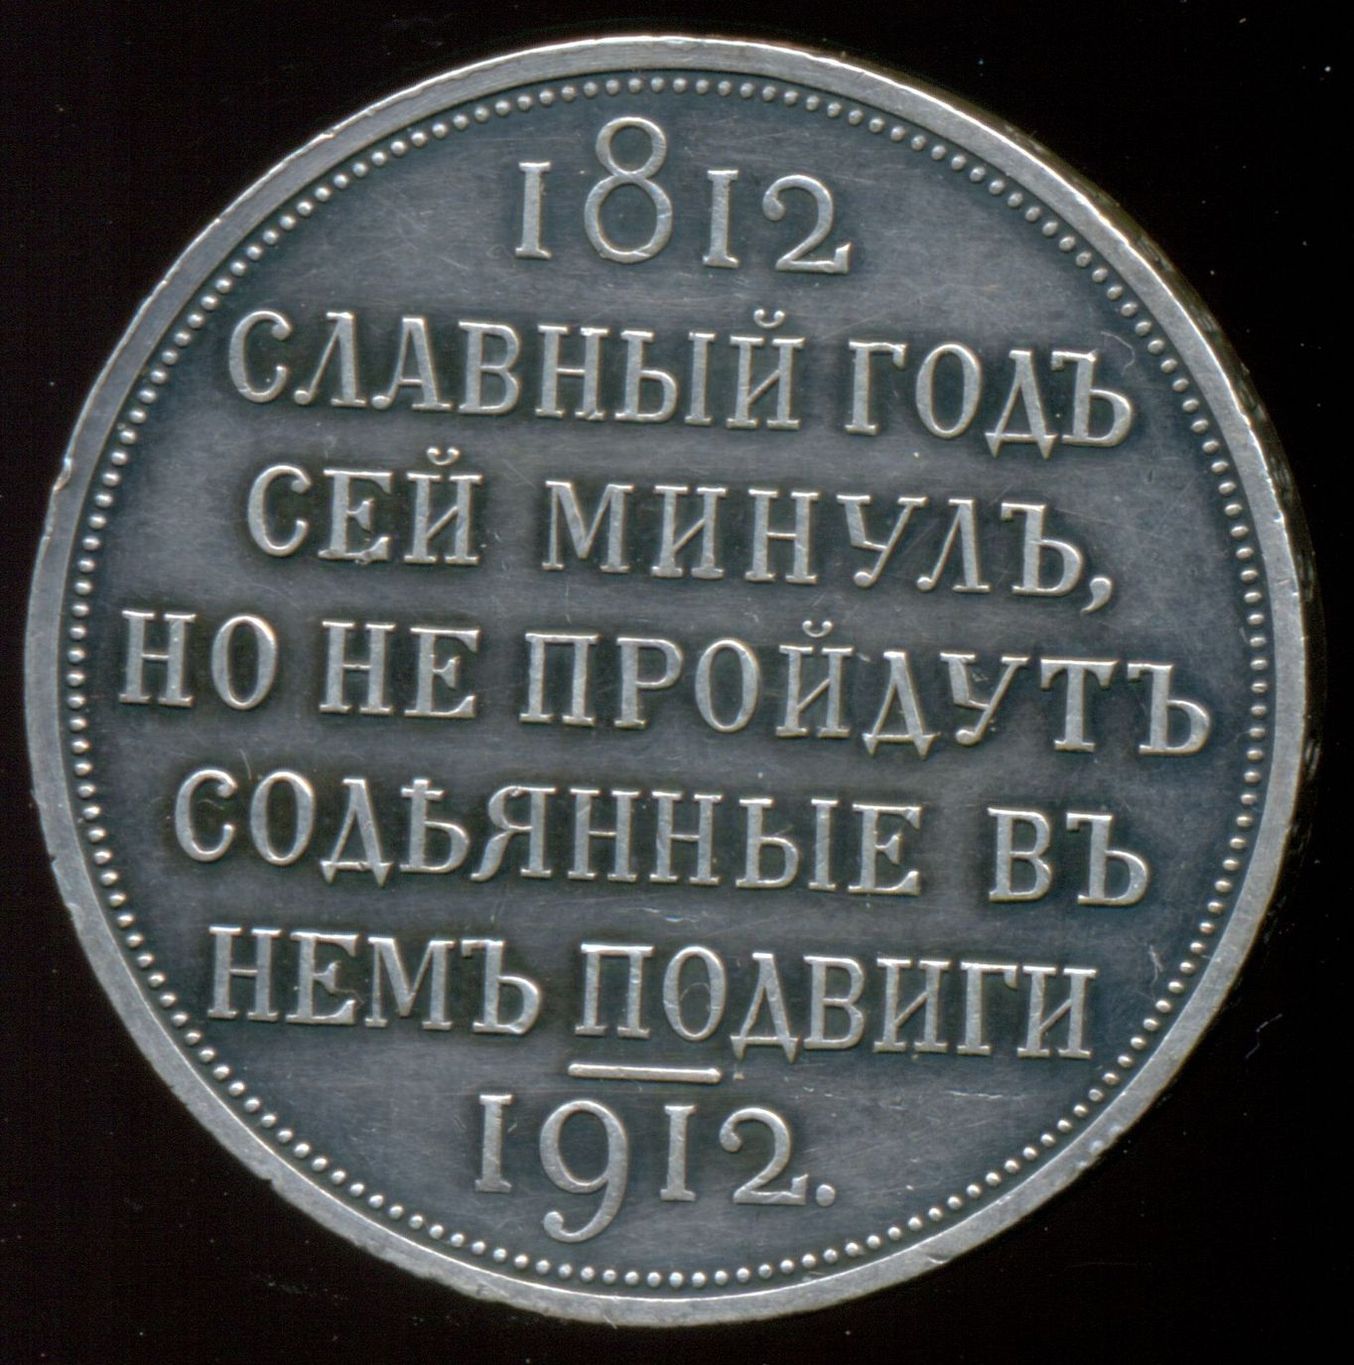 1812
СЛАВНЫЙ ГОДЪ
СЕЙ МИНУЛЪ,
НО НЕ ПРОЙДУТЪ
СОДѢЯННЫЕ ВЪ
НЕМЪ ПОДВИГИ
1912.